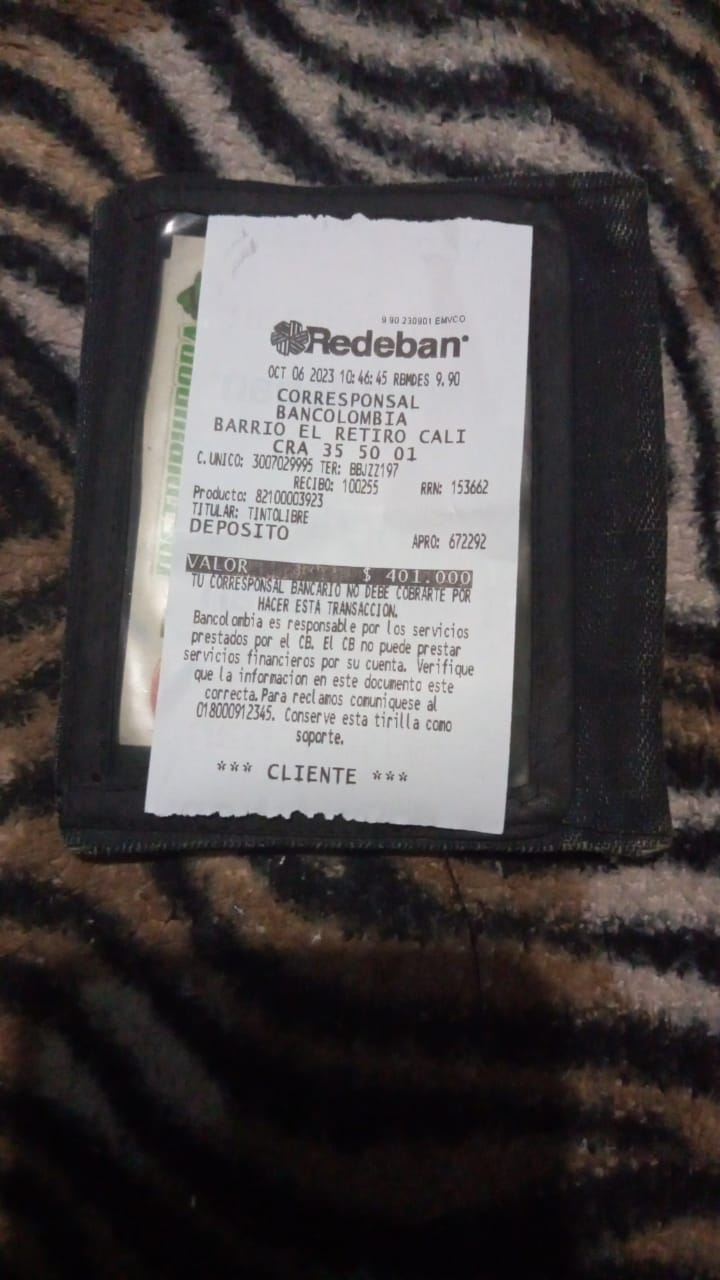 9.90 230901 EMVCO
Redeban
OCT 06 2023 10:46:45 RBMDES 9.90
CORRESPONSAL
BANCOLOMBIA
BARRIO EL RETIRO CALI
CRA 35 50 01
C.UNICO: 3007029995 TER: BBJZZ197
RECIBO: 100255 RRN: 153662
Producto: 82100003923
TITULAR: TINTOLIBRE
DEPOSITO APRO: 672292
VALOR $ 401.000
TU CORRESPONSAL BANCARIO NO DEBE COBRARTE POR
HACER ESTA TRANSACCION.
Bancolombia es responsable por los servicios
prestados por el CB. El CB no puede prestar
servicios financieros por su cuenta. Verifique
que la informacion en este documento este
correcta.Para reclamos comuniquese al
018000912345. Conserve esta tirilla como
soporte.
*** CLIENTE ***